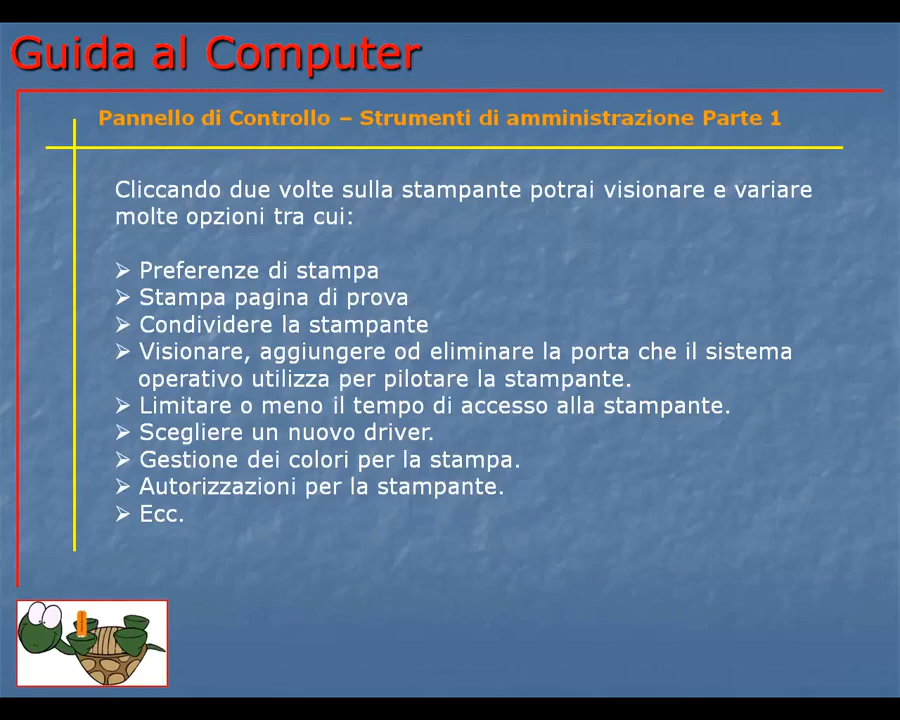 Guida al Computer
Pannello di Controllo – Strumenti di amministrazione Parte 1
Cliccando due volte sulla stampante potrai visionare e variare
molte opzioni tra cui:
➢ Preferenze di stampa
➢ Stampa pagina di prova
➢ Condividere la stampante
➢ Visionare, aggiungere od eliminare la porta che il sistema
operativo utilizza per pilotare la stampante.
➢ Limitare o meno il tempo di accesso alla stampante.
➢ Scegliere un nuovo driver.
➢ Gestione dei colori per la stampa.
➢ Autorizzazioni per la stampante.
➢ Ecc.